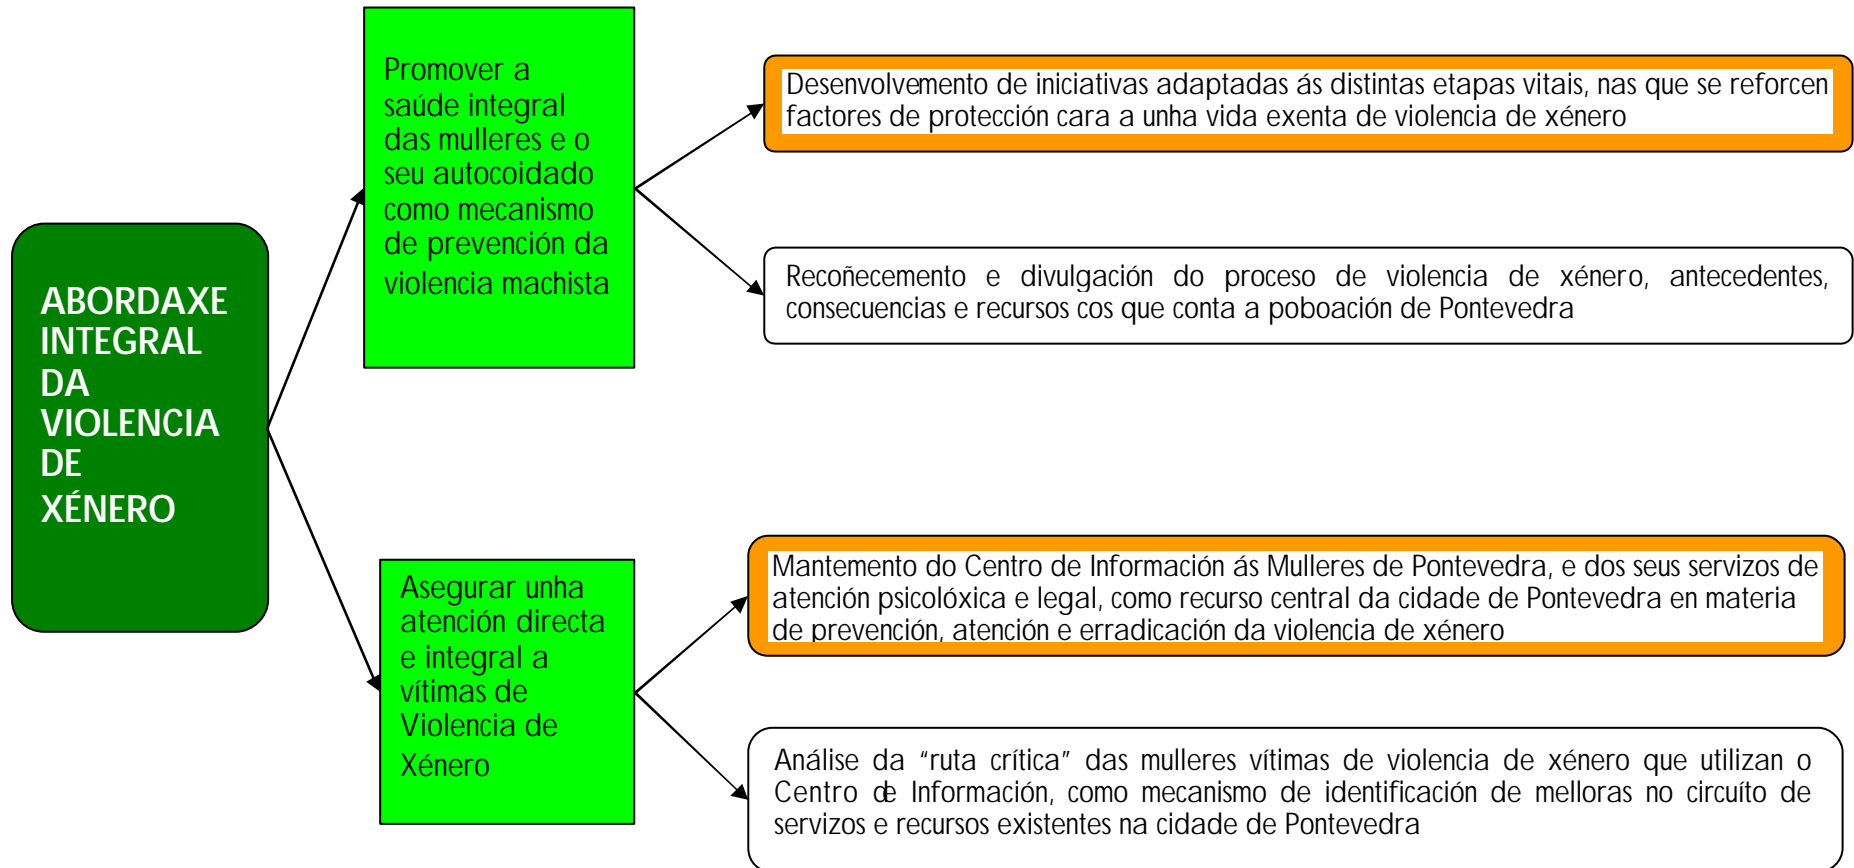 ABORDAXE
INTEGRAL
DA
VIOLENCIA
DE
XÉNERO
Promover a
saúde integral
das mulleres e o
seu autocoidado
como mecanismo
de prevención da
violencia machista
Desenvolvemento de iniciativas adaptadas ás distintas etapas vitais, nas que se reforcen
factores de protección cara a unha vida exenta de violencia de xénero
Recoñecemento e divulgación do proceso de violencia de xénero, antecedentes,
consecuencias e recursos cos que conta a poboación de Pontevedra
Asegurar unha
atención directa
e integral a
vítimas de
Violencia de
Xénero
Mantemento do Centro de Información ás Mulleres de Pontevedra, e dos seus servizos de
atención psicolóxica e legal, como recurso central da cidade de Pontevedra en materia
de prevención, atención e erradicación da violencia de xénero
Análise da “ruta crítica” das mulleres vítimas de violencia de xénero que utilizan o
Centro de Información, como mecanismo de identificación de melloras no circuíto de
servizos e recursos existentes na cidade de Pontevedra